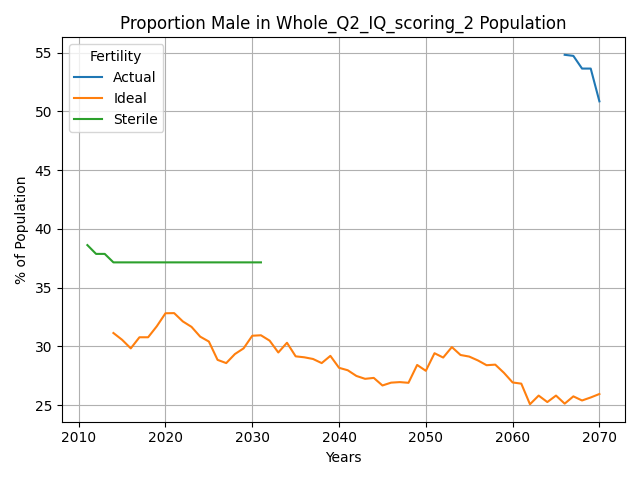 Proportion Male in Whole_Q2_IQ_scoring_2 Population
Fertility
Actual
Ideal
Sterile
% of Population
55
50
45
40
35
30
25
2010 2020 2030 2040 2050 2060 2070
Years